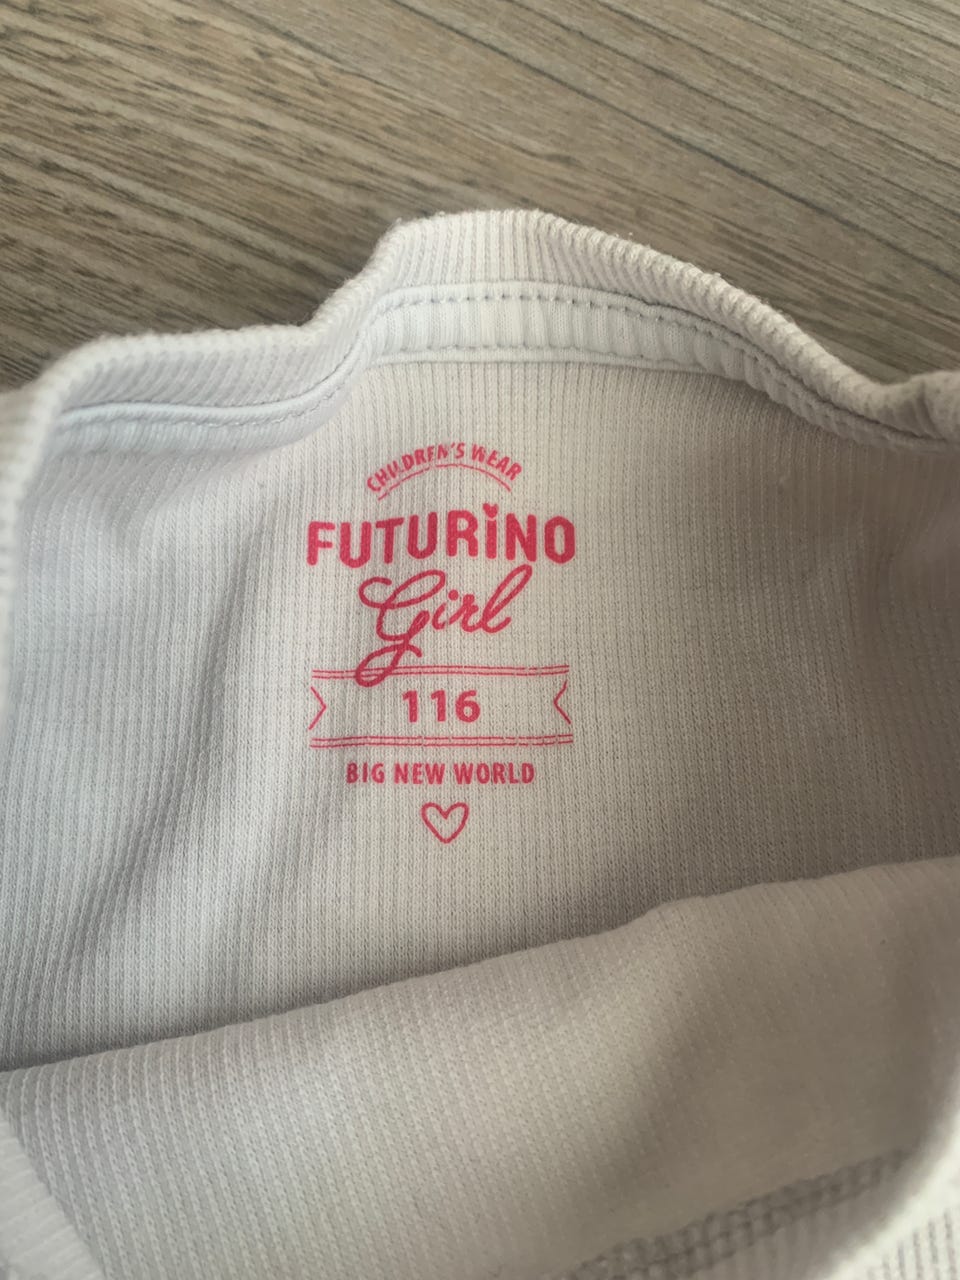 CHILDREN'S WEAR
FUTURINO
Girl
116
BIG NEW WORLD